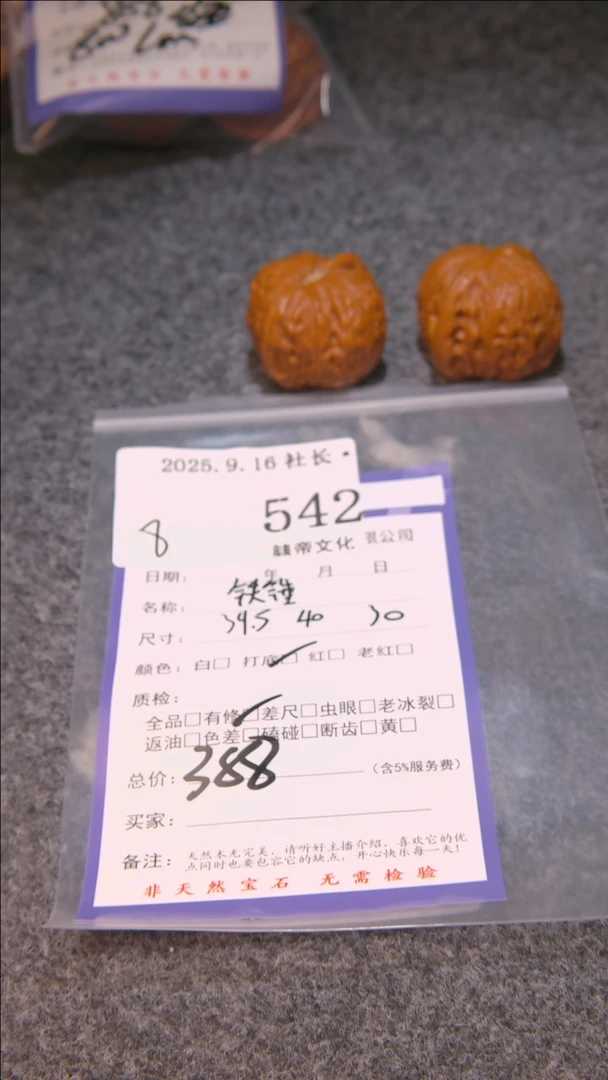 2025.9.16 社长
8
542
帝文化 限公司
日期： 年 月 日
名称： 铁锤
尺寸： 39.5 40 30
颜色：白□ 打底□ 红□ 老红□
质检：
全品□有修□差尺□虫眼□老冰裂□
返油□色差□磕碰□断齿□黄□
总价：388（含5%服务费）
买家：
备注：天然本无完美，请听好主播介绍，喜欢它的优
点同时也要包容它的缺点，开心快乐每一天！
非天然宝石 无需检验